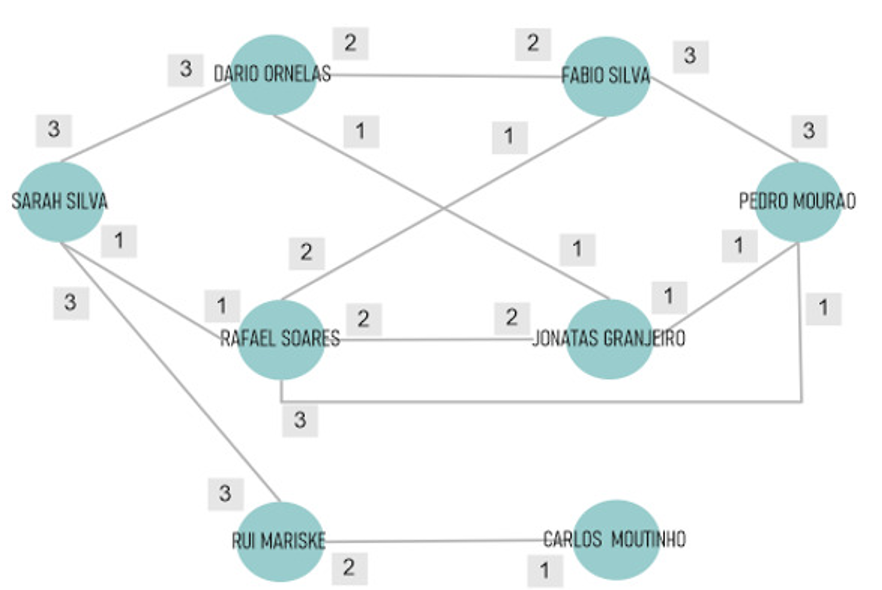 2
2
3
3
DARIO ORNELAS
FABIO SILVA
3
1
1
3
SARAH SILVA
PEDRO MOURAO
1
2
1
1
3
1
2
2
1
1
RAFAEL SOARES
JONATAS GRANJEIRO
3
3
RUI MARISKE
CARLOS MOUTINHO
2
1